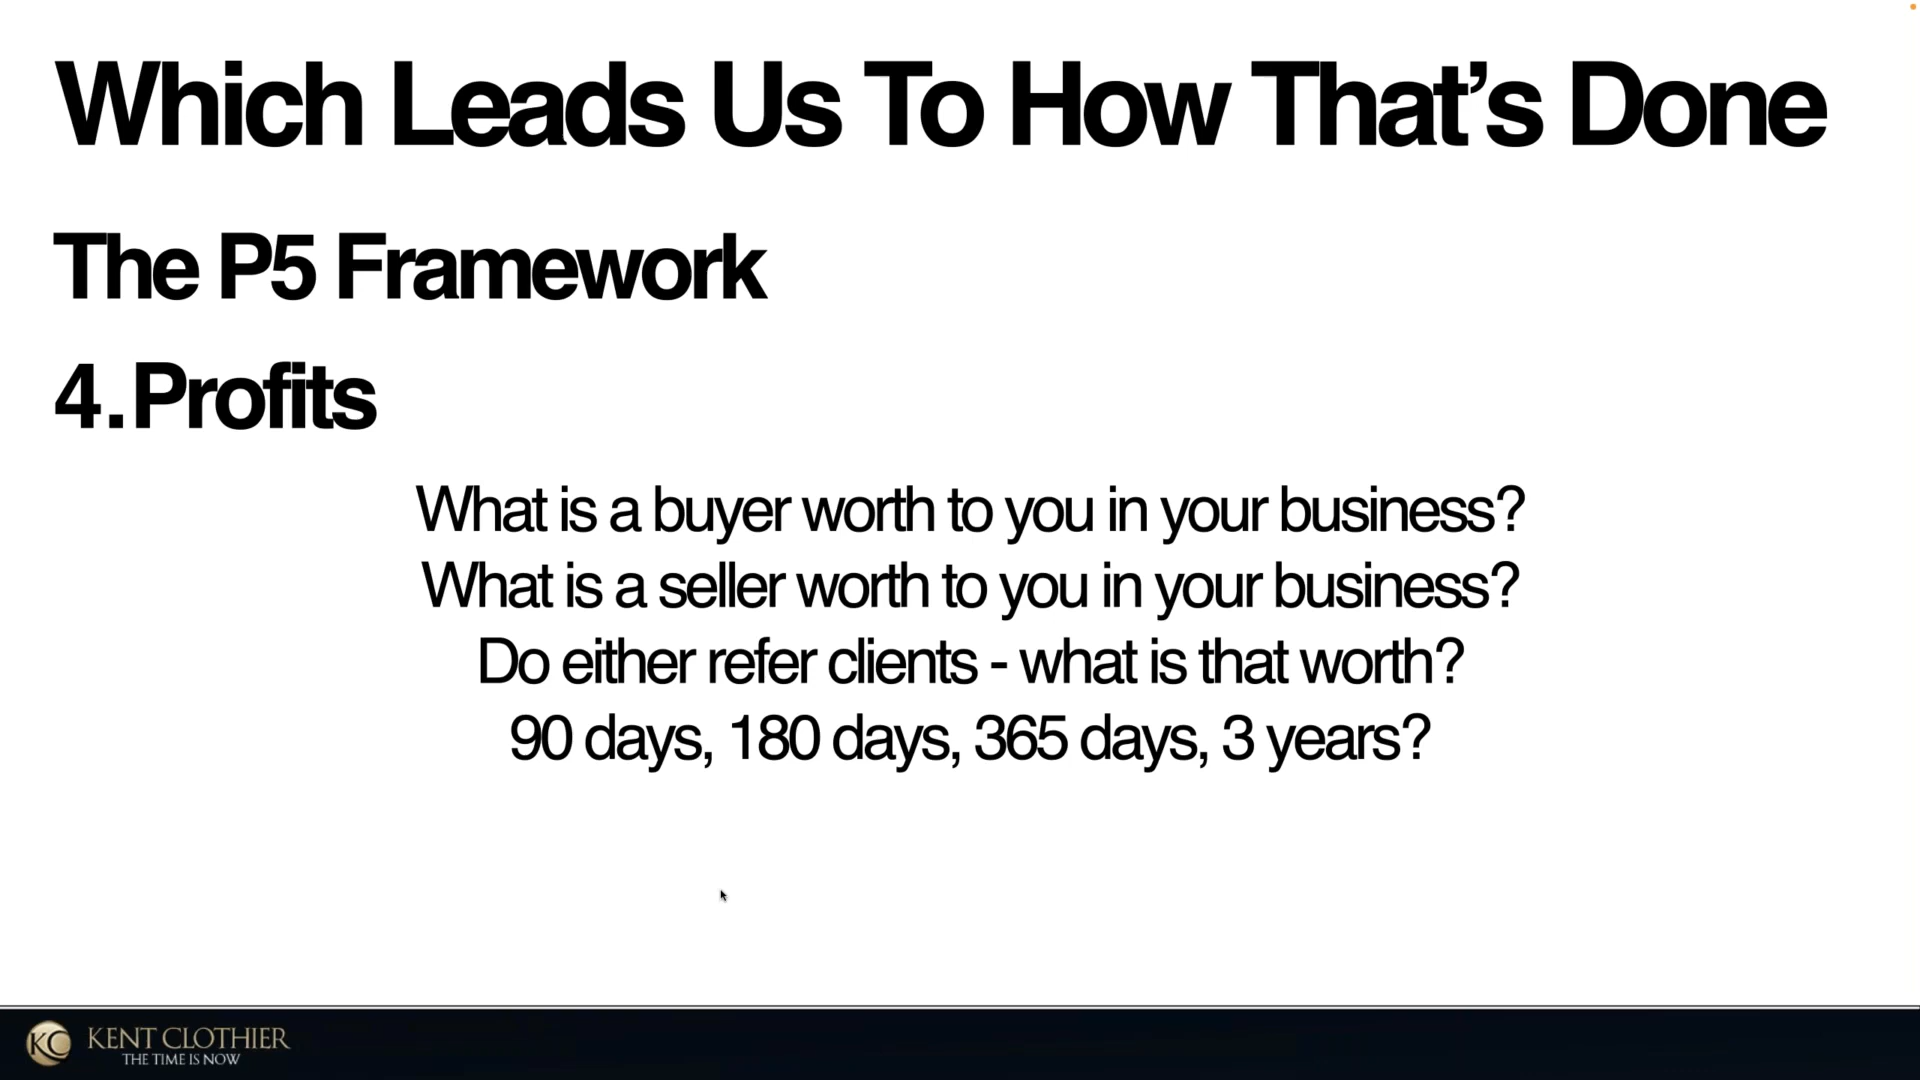 Which Leads Us To How That’s Done
The P5 Framework
4. Profits
What is a buyer worth to you in your business?
What is a seller worth to you in your business?
Do either refer clients - what is that worth?
90 days, 180 days, 365 days, 3 years?
KC
KENT CLOTHIER
THE TIME IS NOW